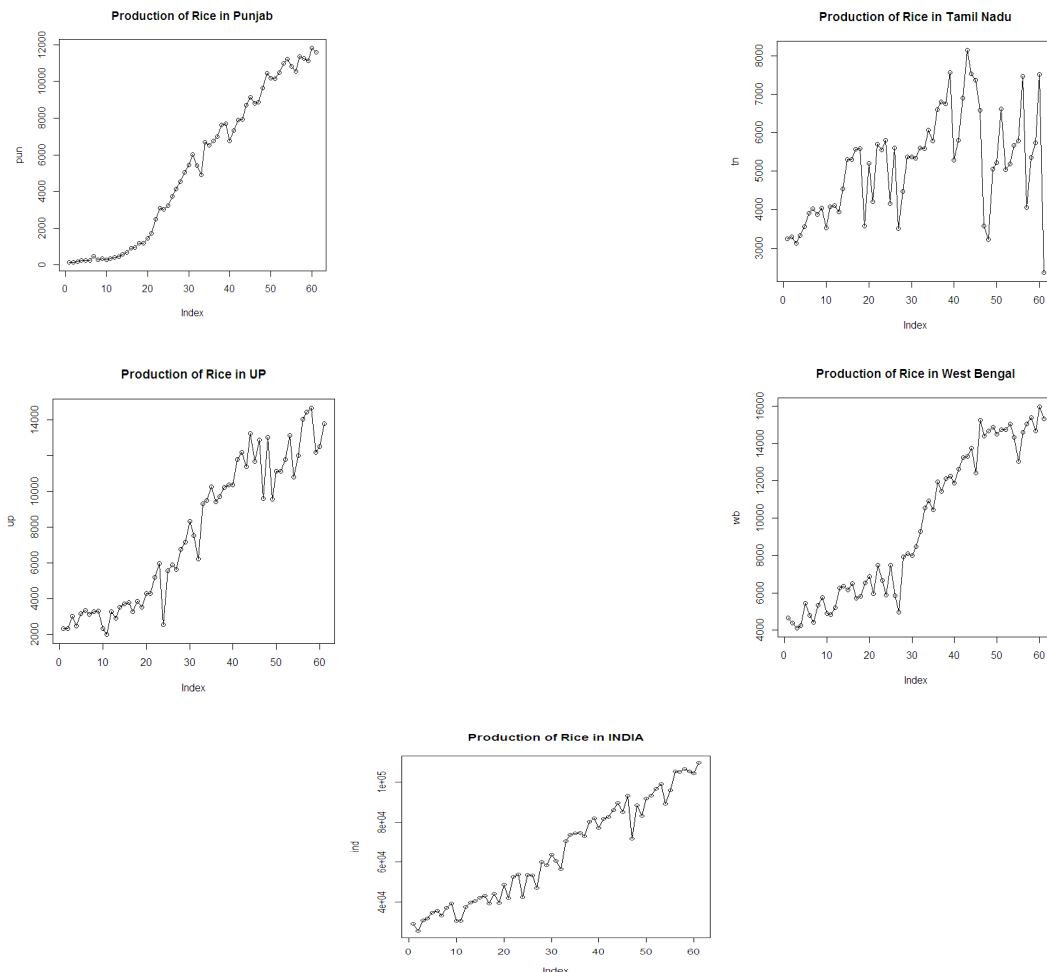 Production of Rice in Punjab
12000
10000
8000
6000
4000
2000
0
pun
0 10 20 30 40 50 60
Index
Production of Rice in Tamil Nadu
8000
7000
6000
5000
4000
3000
tn
0 10 20 30 40 50 60
Index
Production of Rice in UP
14000
10000
8000
6000
4000
2000
up
0 10 20 30 40 50 60
Index
Production of Rice in West Bengal
16000
14000
12000
10000
8000
6000
4000
wb
0 10 20 30 40 50 60
Index
Production of Rice in INDIA
1e+05
8e+04
6e+04
4e+04
ind
0 10 20 30 40 50 60
Index